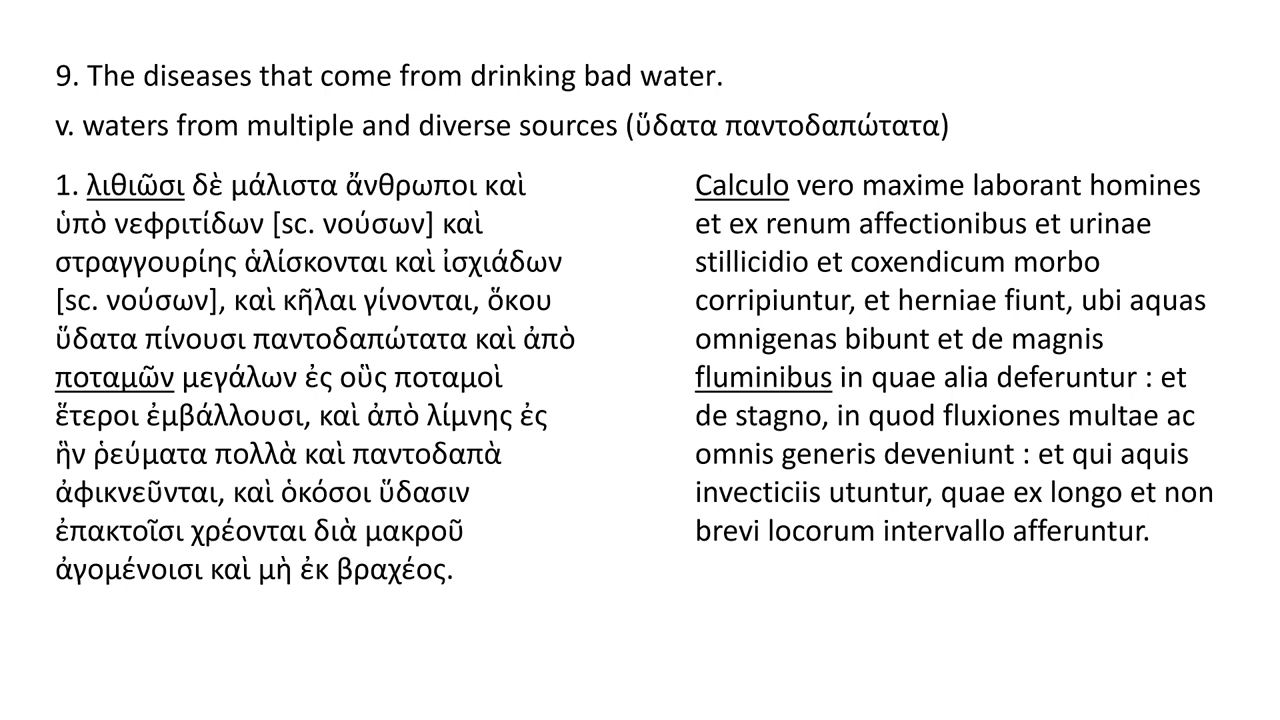 9. The diseases that come from drinking bad water.
v. waters from multiple and diverse sources (ὕδατα παντοδαπώτατα)
1. λιθιῶσι δὲ μάλιστα ἄνθρωποι καὶ
ὑπὸ νεφριτίδων [sc. νούσων] καὶ
στραγγουρίης ἁλίσκονται καὶ ἰσχιάδων
[sc. νούσων], καὶ κῆλαι γίνονται, ὅκου
ὕδατα πίνουσι παντοδαπώτατα καὶ ἀπὸ
ποταμῶν μεγάλων ἐς οὓς ποταμοὶ
ἕτεροι ἐμβάλλουσι, καὶ ἀπὸ λίμνης ἐς
ἣν ῥεύματα πολλὰ καὶ παντοδαπὰ
ἀφικνεῦνται, καὶ ὁκόσοι ὕδασιν
ἐπακτοῖσι χρέονται διὰ μακροῦ
ἀγομένοισι καὶ μὴ ἐκ βραχέος.
Calculo vero maxime laborant homines
et ex renum affectionibus et urinae
stillicidio et coxendicum morbo
corripiuntur, et herniae fiunt, ubi aquas
omnigenas bibunt et de magnis
fluminibus in quae alia deferuntur : et
de stagno, in quod fluxiones multae ac
omnis generis deveniunt : et qui aquis
invecticiis utuntur, quae ex longo et non
brevi locorum intervallo afferuntur.